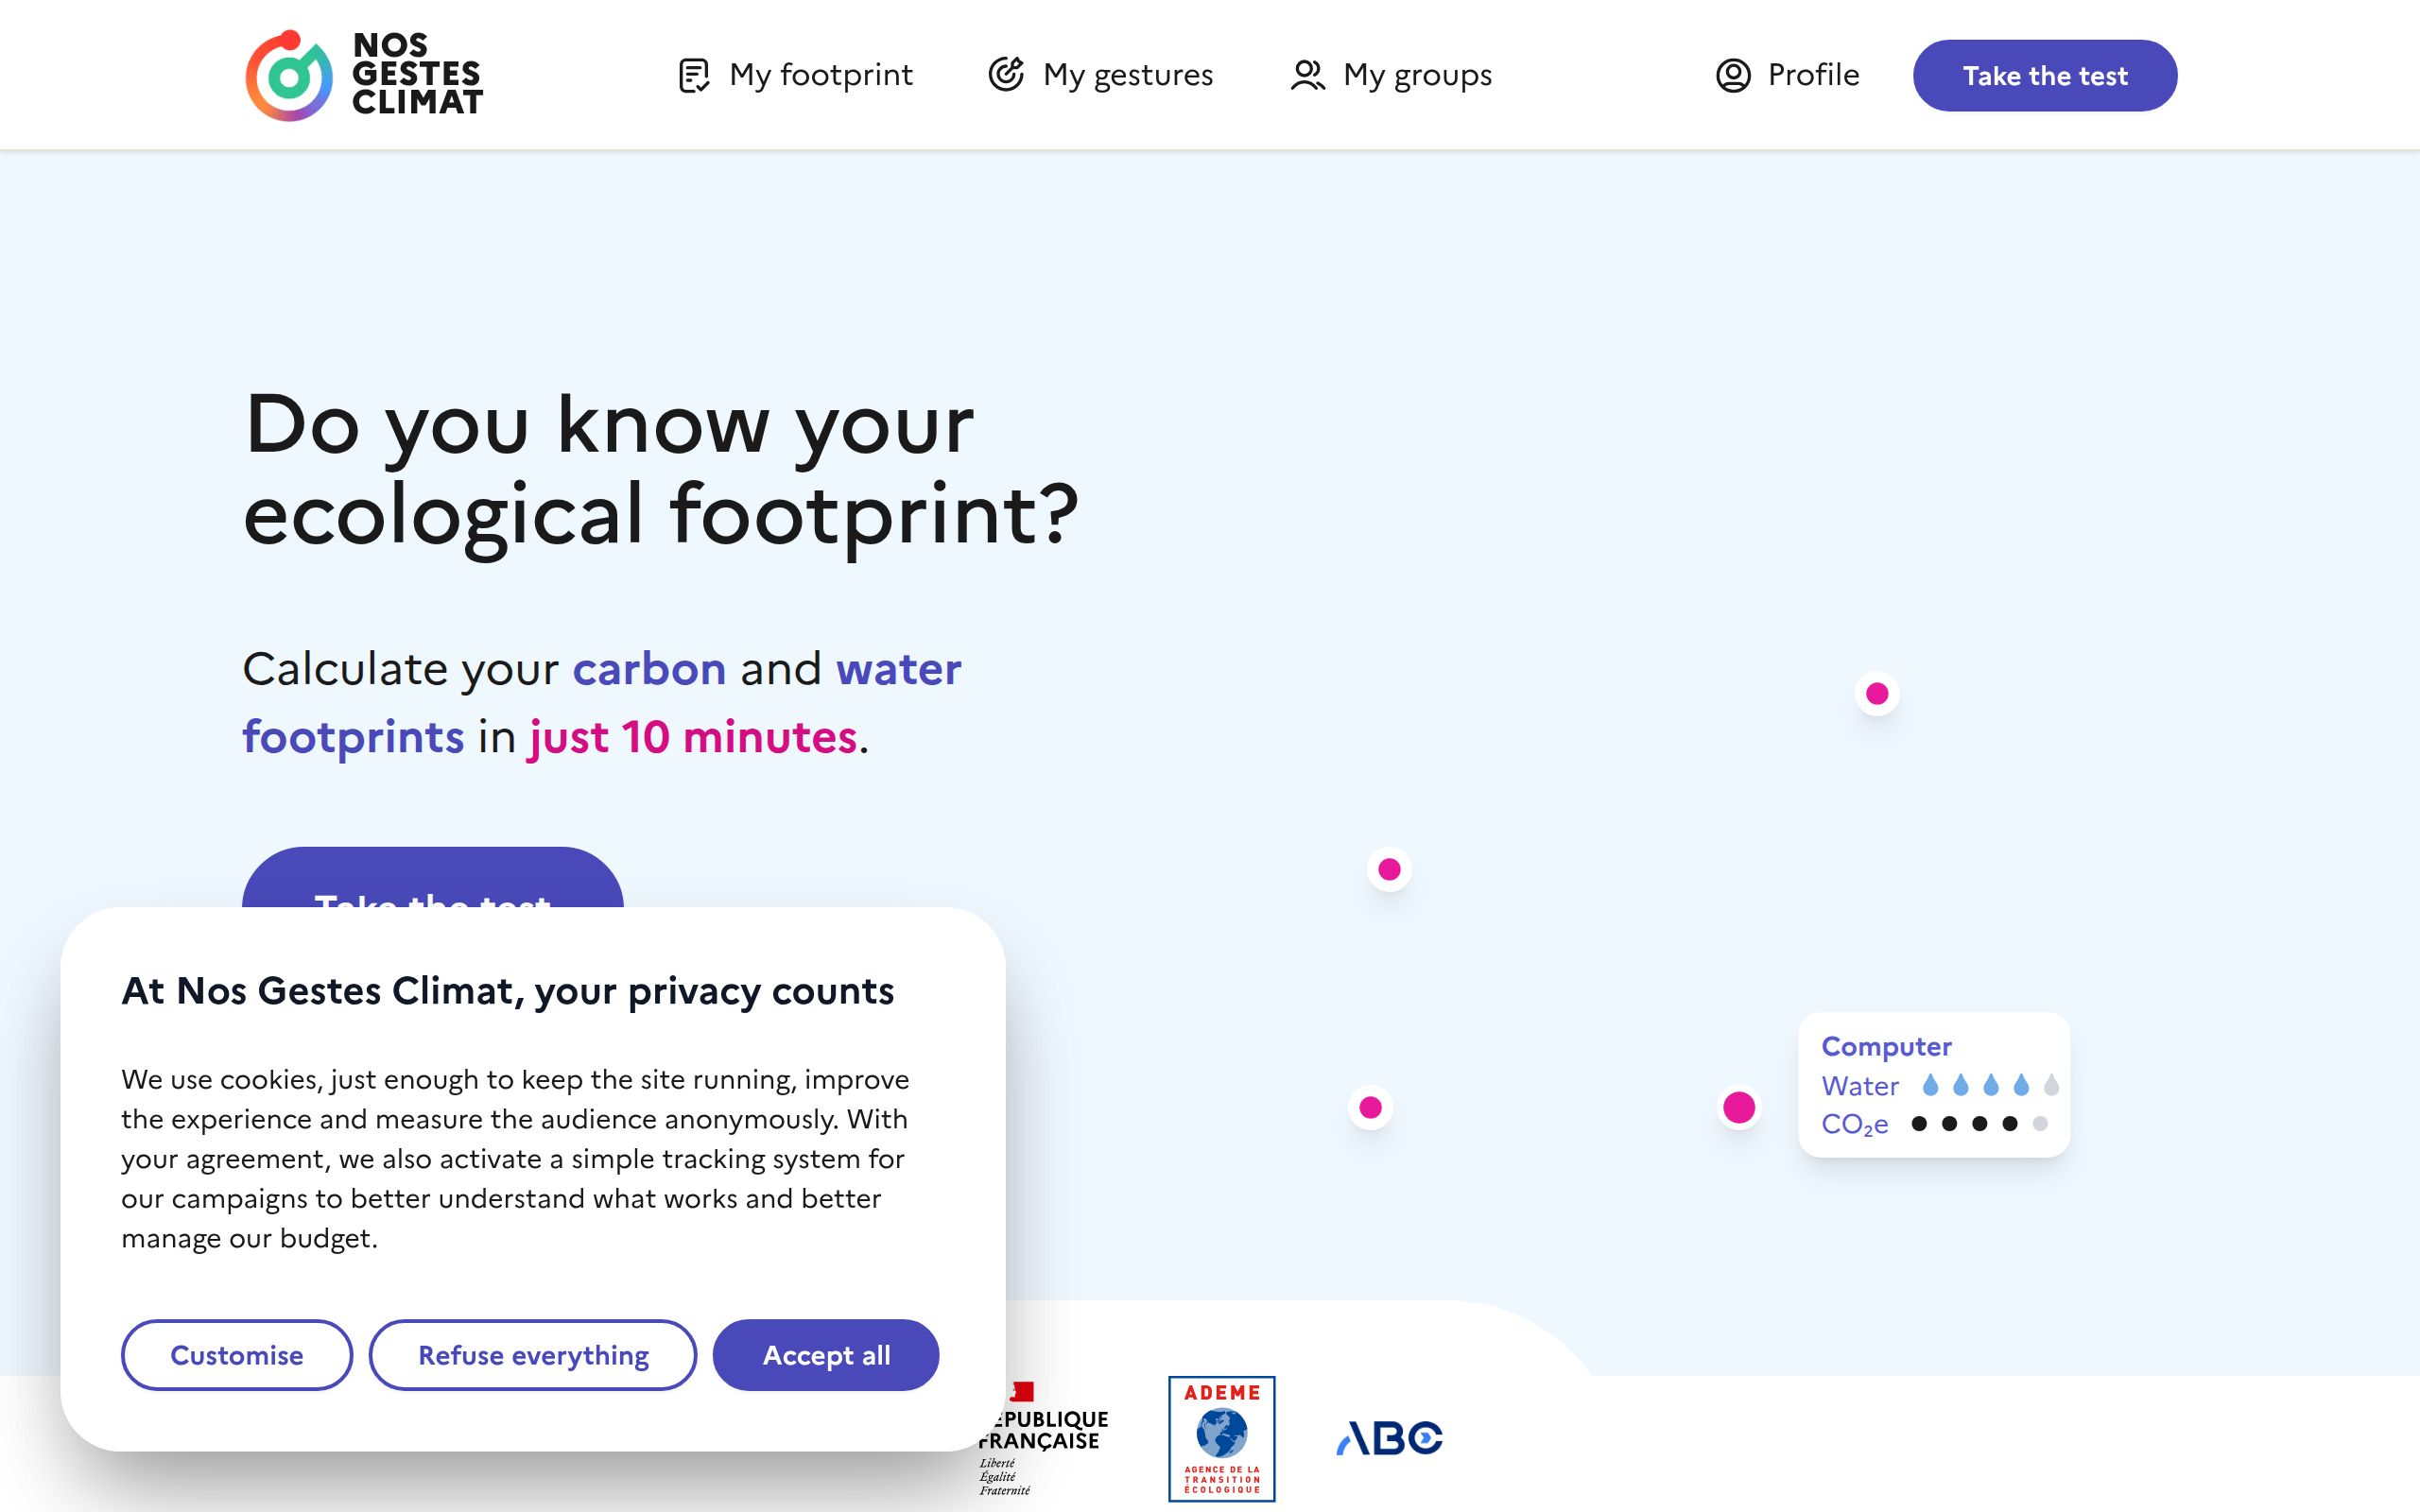 NOS
GESTES
CLIMAT
My footprint
My gestures
My groups
Profile
Take the test
Do you know your
ecological footprint?
Calculate your carbon and water
footprints in just 10 minutes.
Take the test
At Nos Gestes Climat, your privacy counts
We use cookies, just enough to keep the site running, improve
the experience and measure the audience anonymously. With
your agreement, we also activate a simple tracking system for
our campaigns to better understand what works and better
manage our budget.
Customise
Refuse everything
Accept all
Computer
Water
CO₂e
ÉPUBLIQUE
FRANÇAISE
Liberté
Égalité
Fraternité
ADEME
AGENCE DE LA
TRANSITION
ÉCOLOGIQUE
ABC